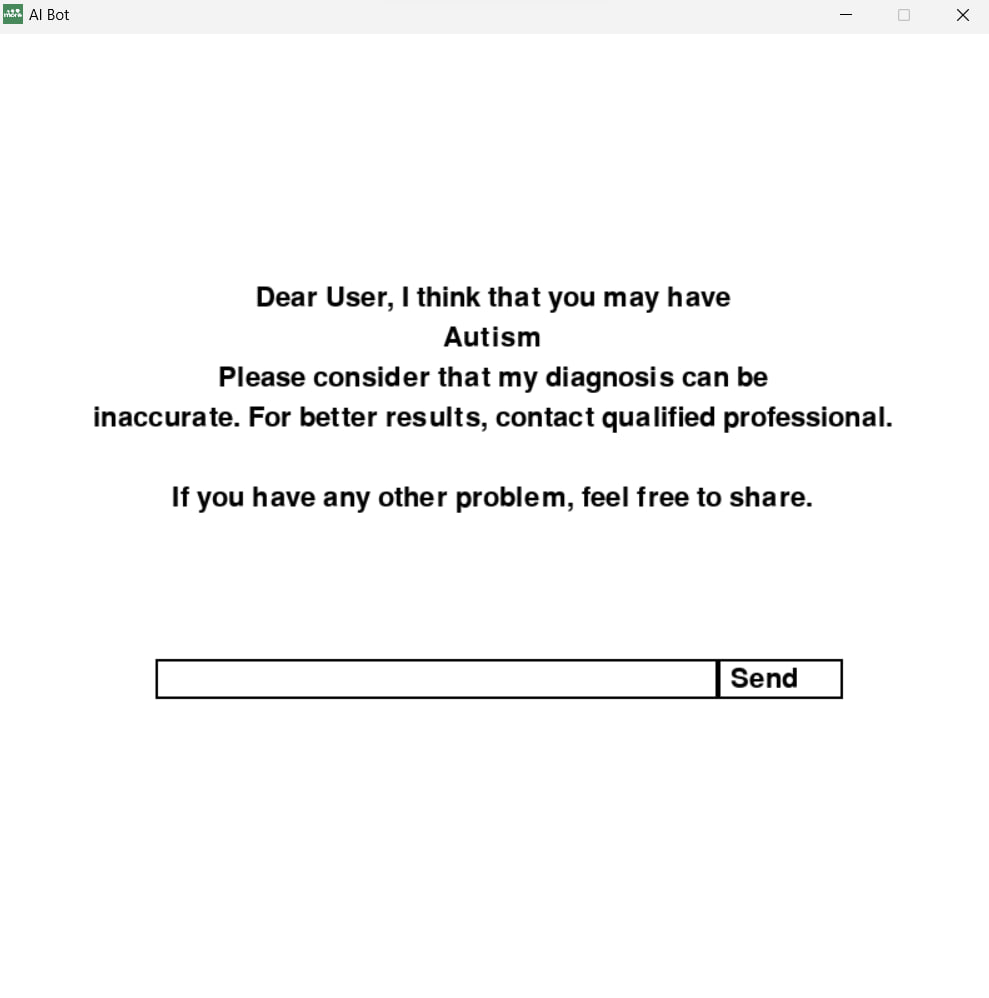 AI Bot
Dear User, I think that you may have
Autism
Please consider that my diagnosis can be
inaccurate. For better results, contact qualified professional.
If you have any other problem, feel free to share.
Send